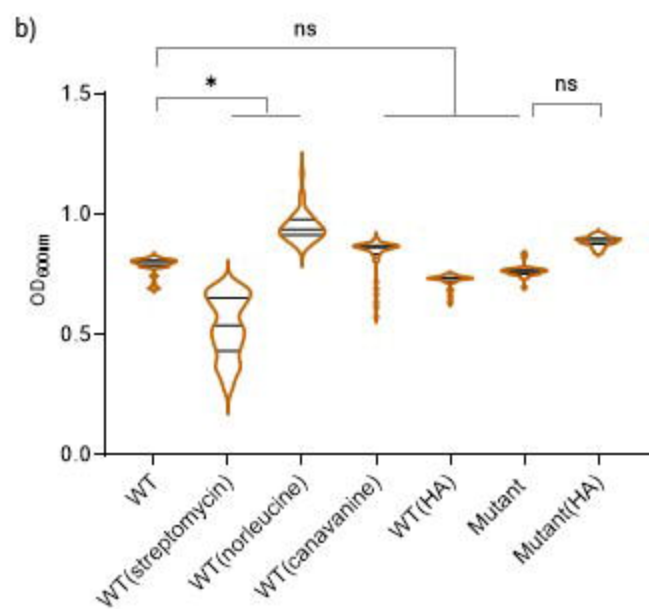 b)
ns
*
ns
1.5
1.0
0.5
0.0
OD600nm
WT
WT(streptomycin)
WT(norleucine)
WT(canavanine)
WT(HA)
Mutant
Mutant(HA)